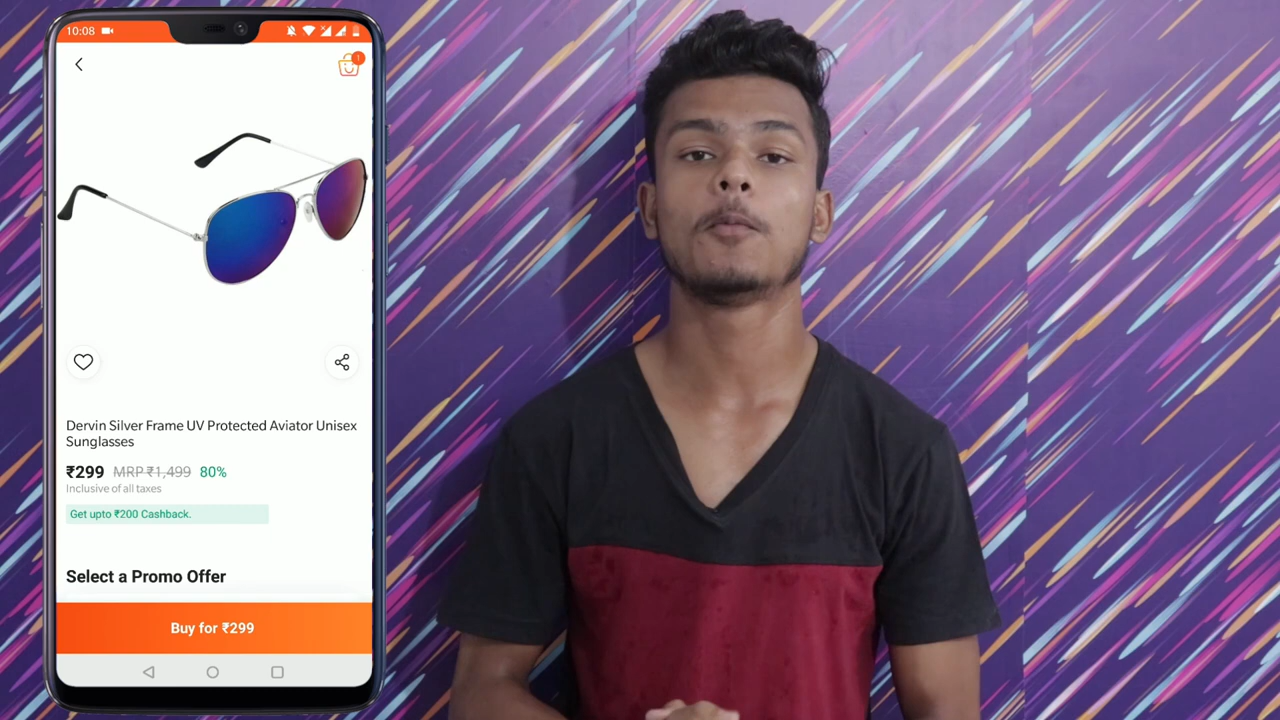 10:08
1
Dervin Silver Frame UV Protected Aviator Unisex
Sunglasses
₹299 MRP ₹1,499 80%
Inclusive of all taxes
Get upto ₹200 Cashback.
Select a Promo Offer
Buy for ₹299